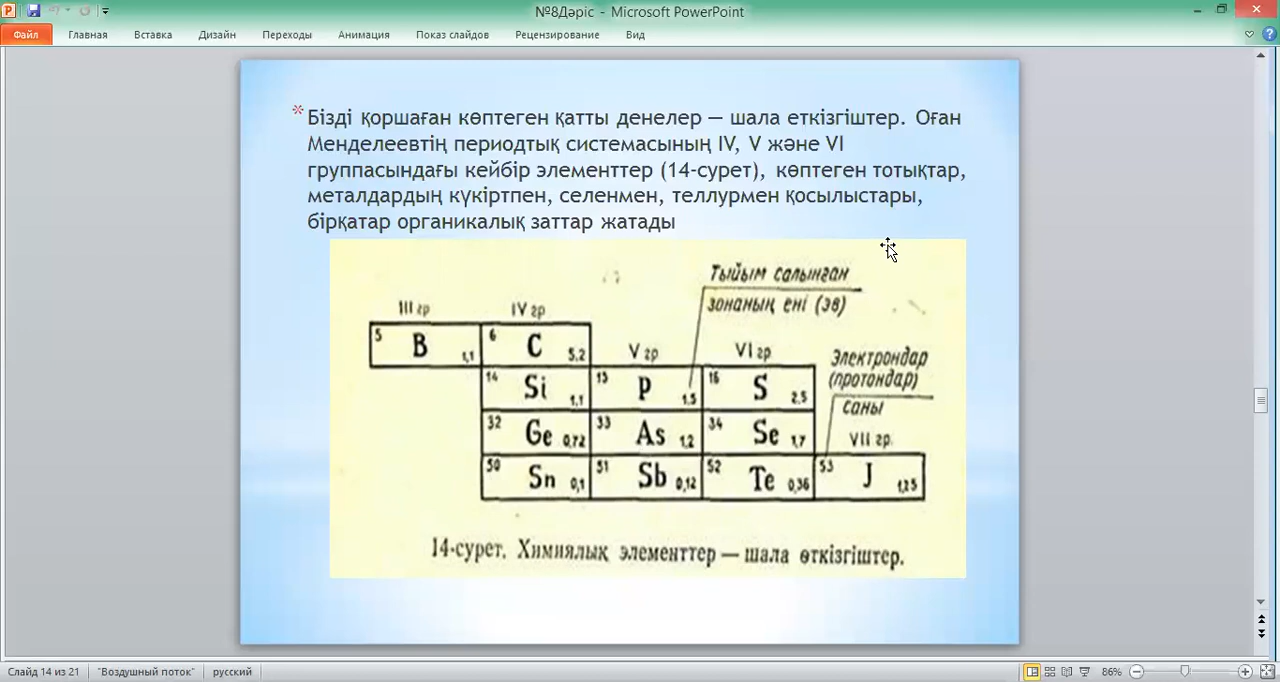 №8Дәріс - Microsoft PowerPoint
Файл Главная Вставка Дизайн Переходы Анимация Показ слайдов Рецензирование Вид
* Бізді қоршаған көптеген қатты денелер — шала еткізгіштер. Оған
Менделеевтің периодтық системасының IV, V және VI
группасындағы кейбір элементтер (14-сурет), көптеген тотықтар,
металдардың күкіртпен, селенмен, теллурмен қосылыстары,
бірқатар органикалық заттар жатады
Тыйым салынған
зонаның ені (эв)
III гр IV гр
5 B 1,1 6 C 5,2
V гр VI гр
Электрондар
(протондар)
саны
14 Si 1,1 15 P 1,5 16 S 2,5
32 Ge 0,72 33 As 1,2 34 Se 1,7
VII гр.
50 Sn 0,1 51 Sb 0,12 52 Te 0,36 53 J 1,25
14-сурет. Химиялық элементтер — шала өткізгіштер.
Слайд 14 из 21 "Воздушный поток" русский 86%